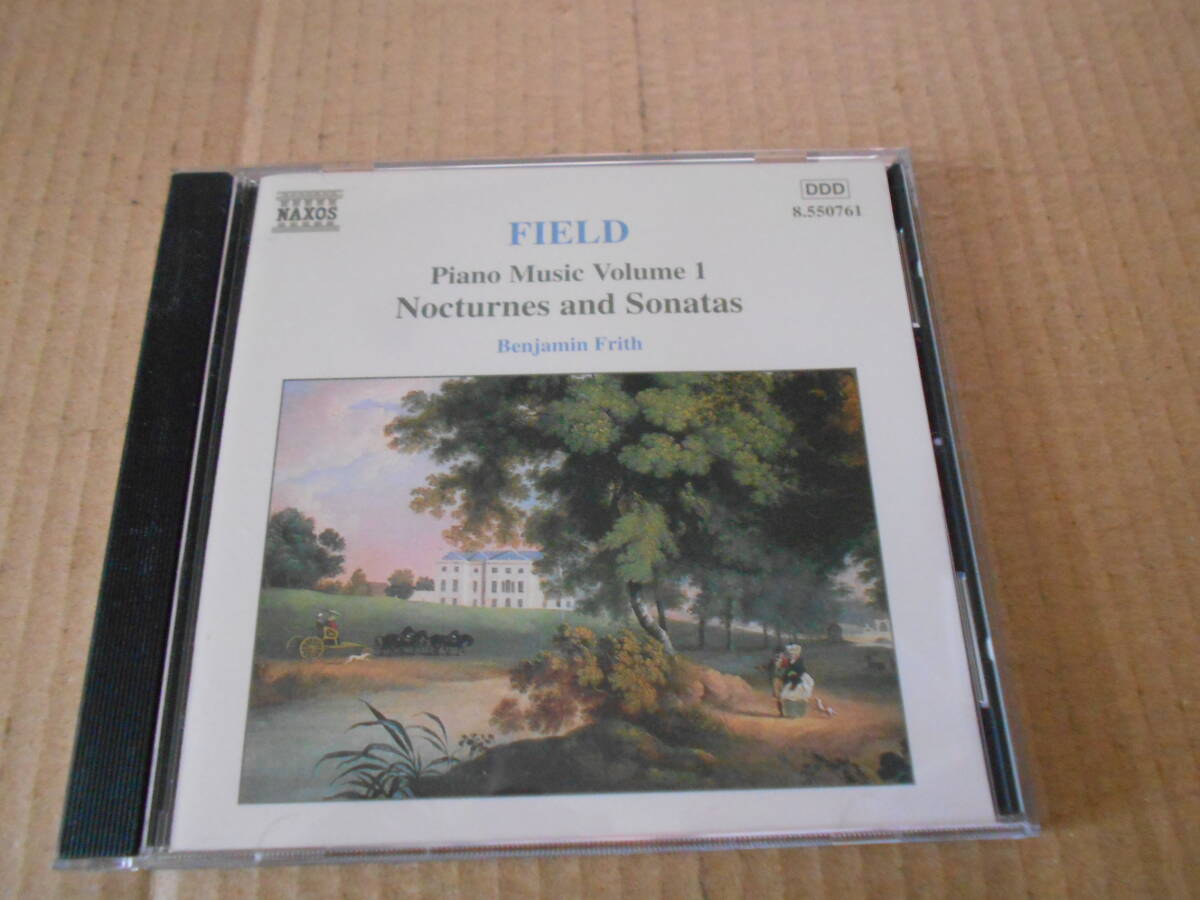 NAXOS
DDD
8.550761
FIELD
Piano Music Volume 1
Nocturnes and Sonatas
Benjamin Frith